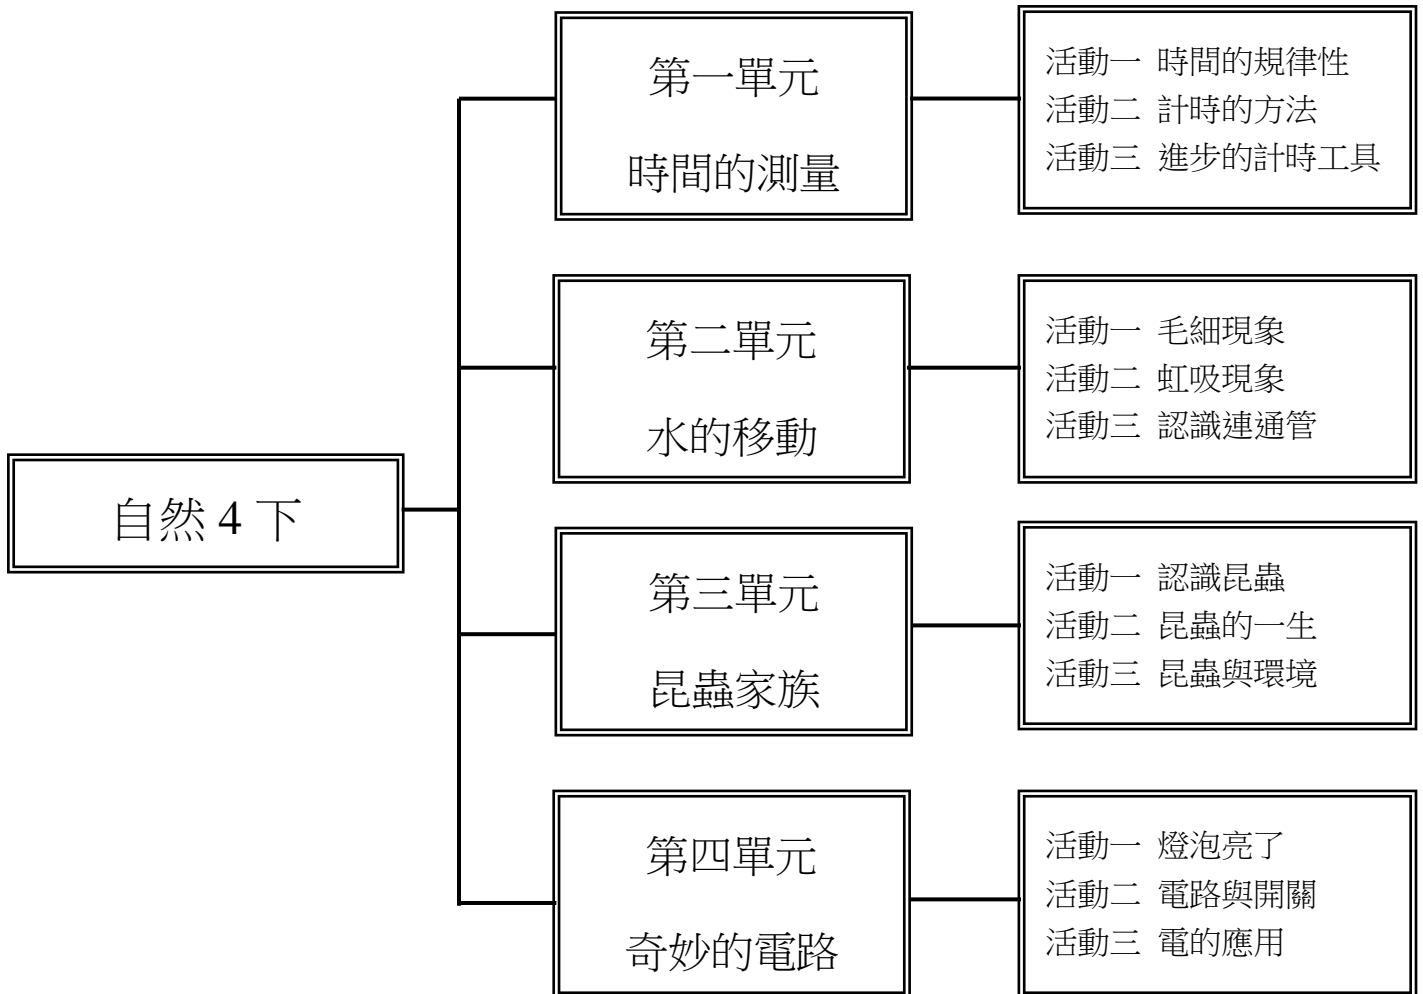 自然 4 下
第一單元
時間的測量
活動一 時間的規律性
活動二 計時的方法
活動三 進步的計時工具
第二單元
水的移動
活動一 毛細現象
活動二 虹吸現象
活動三 認識連通管
第三單元
昆蟲家族
活動一 認識昆蟲
活動二 昆蟲的一生
活動三 昆蟲與環境
第四單元
奇妙的電路
活動一 燈泡亮了
活動二 電路與開關
活動三 電的應用